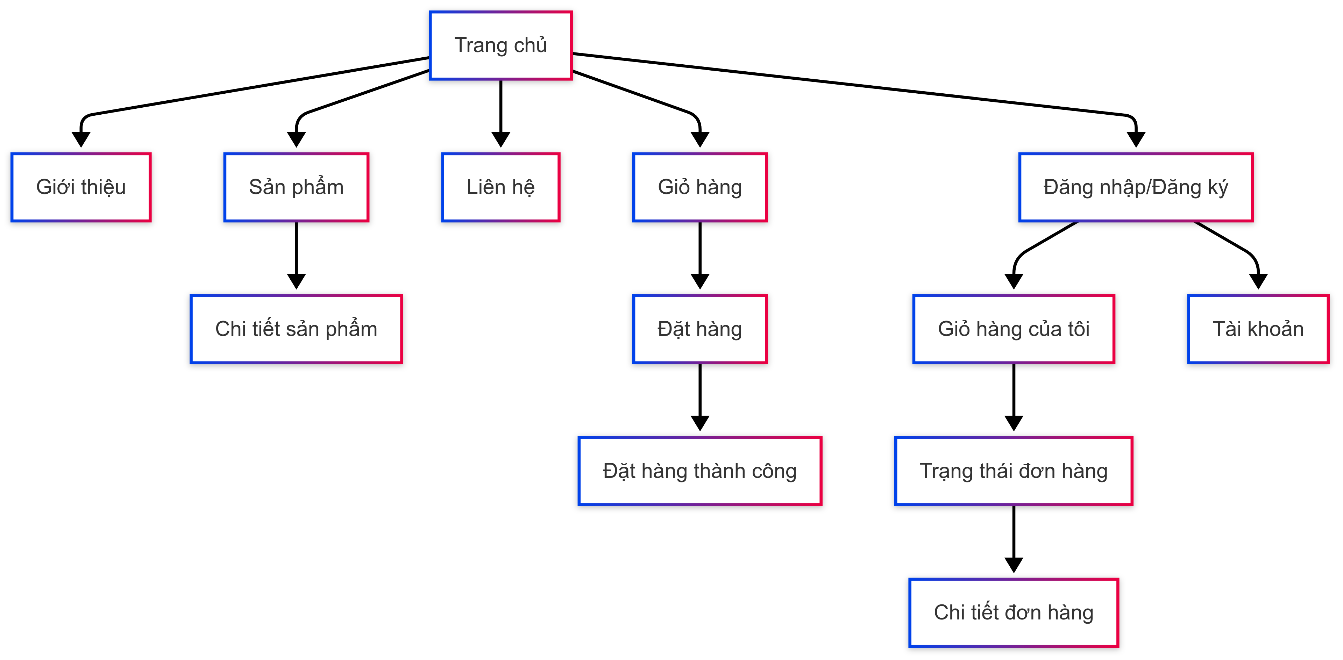 Trang chủ
Giới thiệu
Sản phẩm
Liên hệ
Giỏ hàng
Đăng nhập/Đăng ký
Chi tiết sản phẩm
Đặt hàng
Giỏ hàng của tôi
Tài khoản
Đặt hàng thành công
Trạng thái đơn hàng
Chi tiết đơn hàng